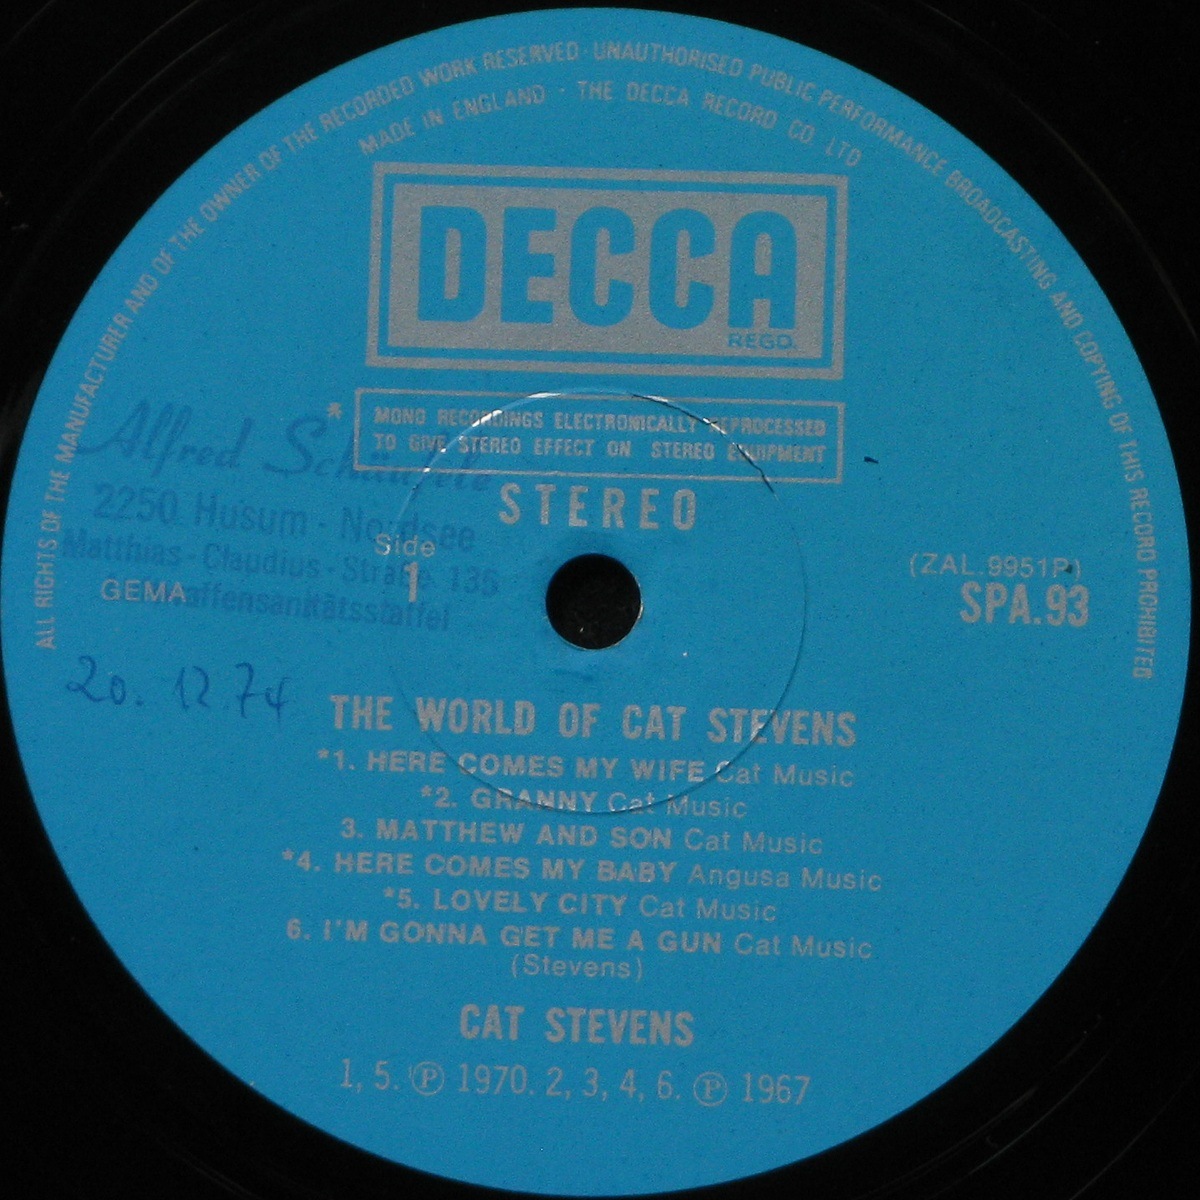 ALL RIGHTS OF THE MANUFACTURER AND OF THE OWNER OF THE RECORDED WORK RESERVED · UNAUTHORISED PUBLIC PERFORMANCE BROADCASTING AND COPYING OF THIS RECORD PROHIBITED
MADE IN ENGLAND · THE DECCA RECORD CO. LTD
DECCA
REGD.
* MONO RECORDINGS ELECTRONICALLY REPROCESSED
TO GIVE STEREO EFFECT ON STEREO EQUIPMENT
STEREO
Alfred
2250 Husum - Nordsee
Matthias-Claudius-Straße 135
Side
1
GEMA
(ZAL.9951P)
SPA.93
20. 12.74
THE WORLD OF CAT STEVENS
*1. HERE COMES MY WIFE Cat Music
*2. GRANNY Cat Music
3. MATTHEW AND SON Cat Music
*4. HERE COMES MY BABY Angusa Music
*5. LOVELY CITY Cat Music
6. I'M GONNA GET ME A GUN Cat Music
(Stevens)
CAT STEVENS
1, 5. Ⓟ 1970. 2, 3, 4, 6. Ⓟ 1967